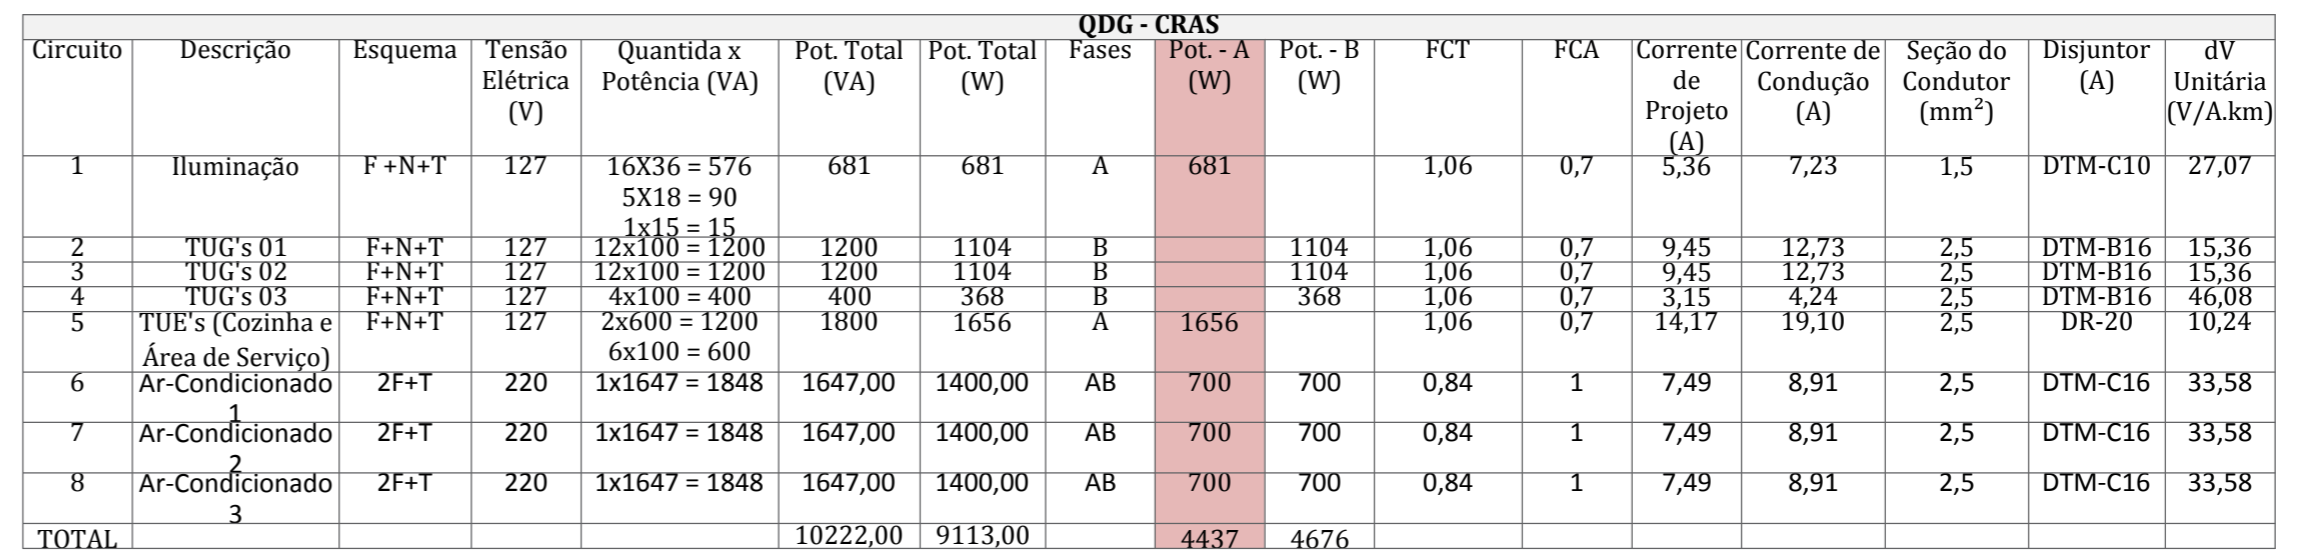 QDG - CRAS
Circuito Descrição Esquema Tensão Elétrica (V) Quantida x Potência (VA) Pot. Total (VA) Pot. Total (W) Fases Pot. - A (W) Pot. - B (W) FCT FCA Corrente de Projeto (A) Corrente de Condução (A) Seção do Condutor (mm²) Disjuntor (A) dV Unitária (V/A.km)
1 Iluminação F +N+T 127 16X36 = 576 681 681 A 681 1,06 0,7 5,36 7,23 1,5 DTM-C10 27,07
5X18 = 90
1x15 = 15
2 TUG's 01 F+N+T 127 12x100 = 1200 1200 1104 B 1104 1,06 0,7 9,45 12,73 2,5 DTM-B16 15,36
3 TUG's 02 F+N+T 127 12x100 = 1200 1200 1104 B 1104 1,06 0,7 9,45 12,73 2,5 DTM-B16 15,36
4 TUG's 03 F+N+T 127 4x100 = 400 400 368 B 368 1,06 0,7 3,15 4,24 2,5 DTM-B16 46,08
5 TUE's (Cozinha e F+N+T 127 2x600 = 1200 1800 1656 A 1656 1,06 0,7 14,17 19,10 2,5 DR-20 10,24
Área de Serviço) 6x100 = 600
6 Ar-Condicionado 2F+T 220 1x1647 = 1848 1647,00 1400,00 AB 700 700 0,84 1 7,49 8,91 2,5 DTM-C16 33,58
1
7 Ar-Condicionado 2F+T 220 1x1647 = 1848 1647,00 1400,00 AB 700 700 0,84 1 7,49 8,91 2,5 DTM-C16 33,58
2
8 Ar-Condicionado 2F+T 220 1x1647 = 1848 1647,00 1400,00 AB 700 700 0,84 1 7,49 8,91 2,5 DTM-C16 33,58
3
TOTAL 10222,00 9113,00 4437 4676